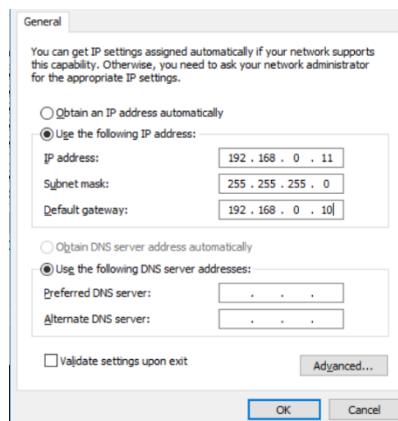 General
You can get IP settings assigned automatically if your network supports
this capability. Otherwise, you need to ask your network administrator
for the appropriate IP settings.
Obtain an IP address automatically
Use the following IP address:
IP address: 192 . 168 . 0 . 11
Subnet mask: 255 . 255 . 255 . 0
Default gateway: 192 . 168 . 0 . 10
Obtain DNS server address automatically
Use the following DNS server addresses:
Preferred DNS server: . . .
Alternate DNS server: . . .
Validate settings upon exit
Advanced...
OK Cancel